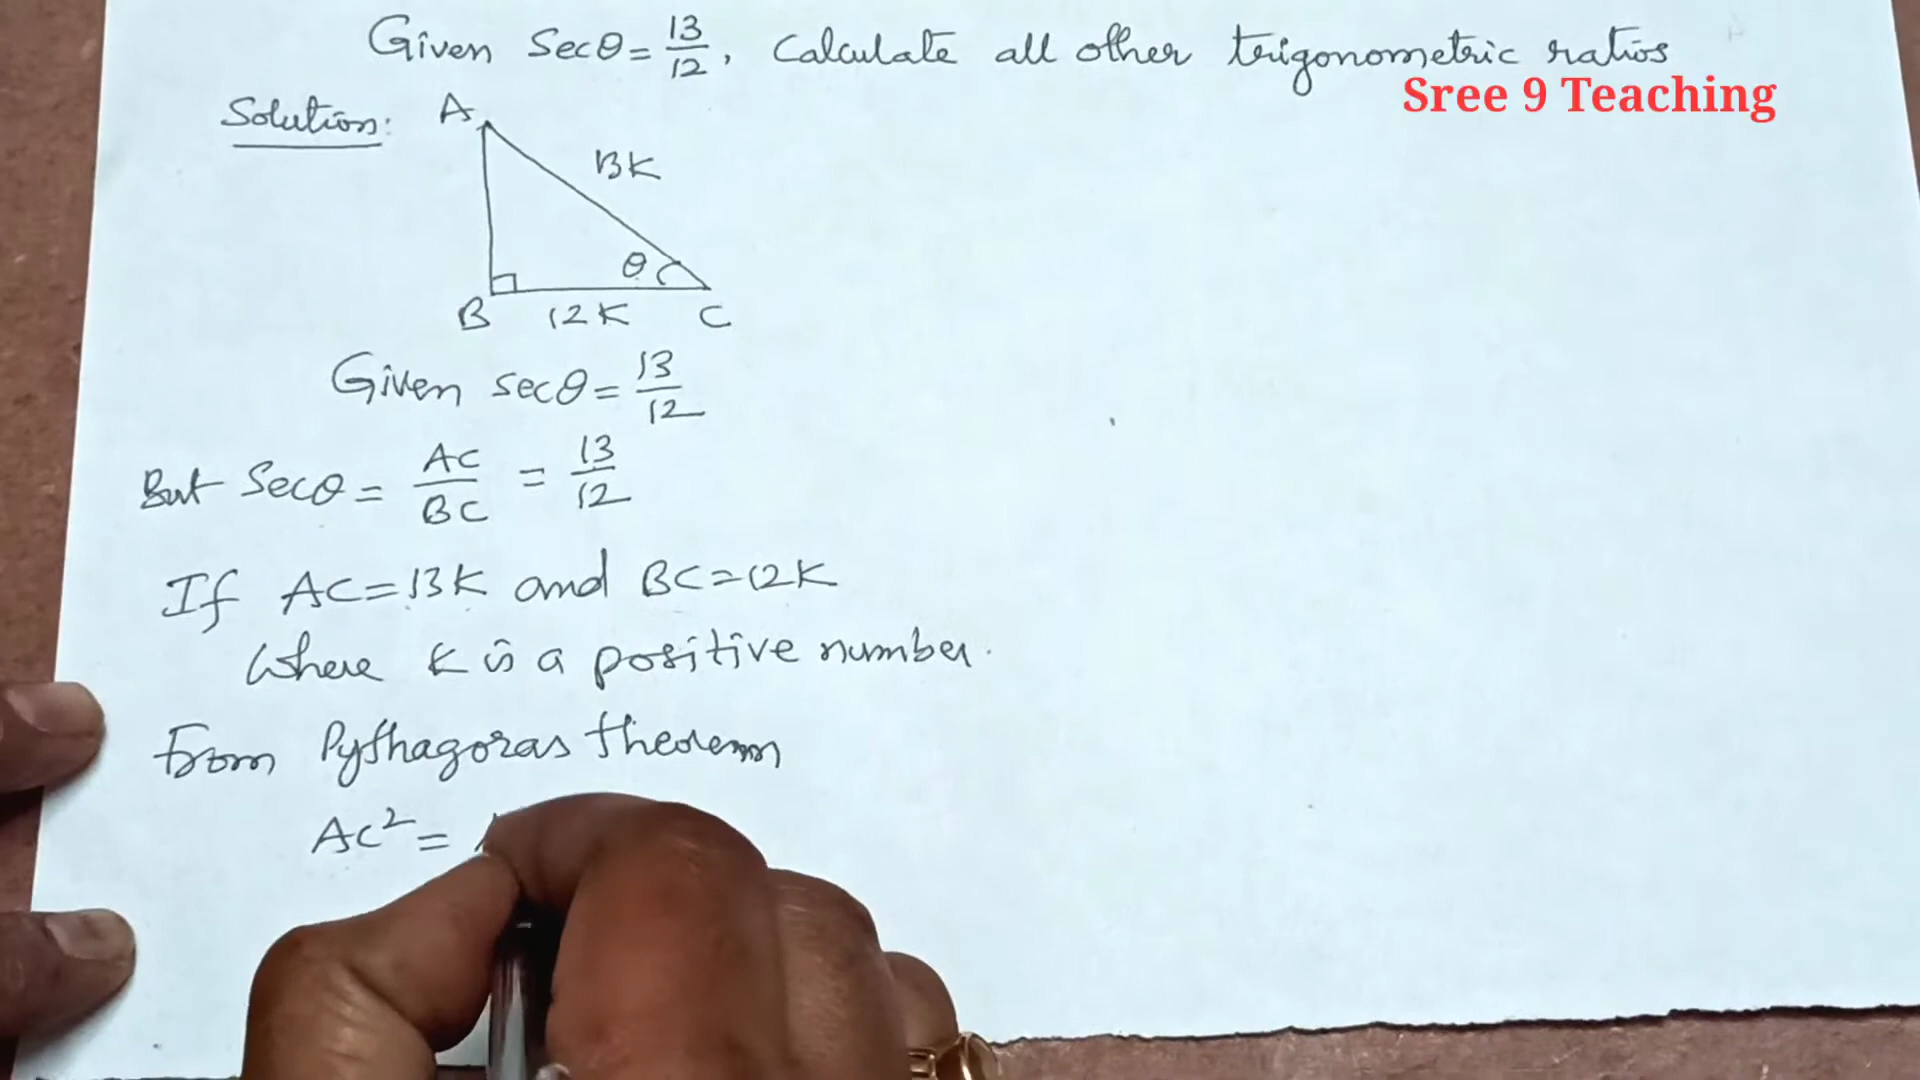 Given Secθ = 13/12, Calculate all other trigonometric ratios
Sree 9 Teaching
Solution:
A
13K
θ
B 12K C
Given secθ = 13/12
But Secθ = AC/BC = 13/12
If AC = 13K and BC = 12K
Where K is a positive number.
From Pythagoras theorem
AC² =